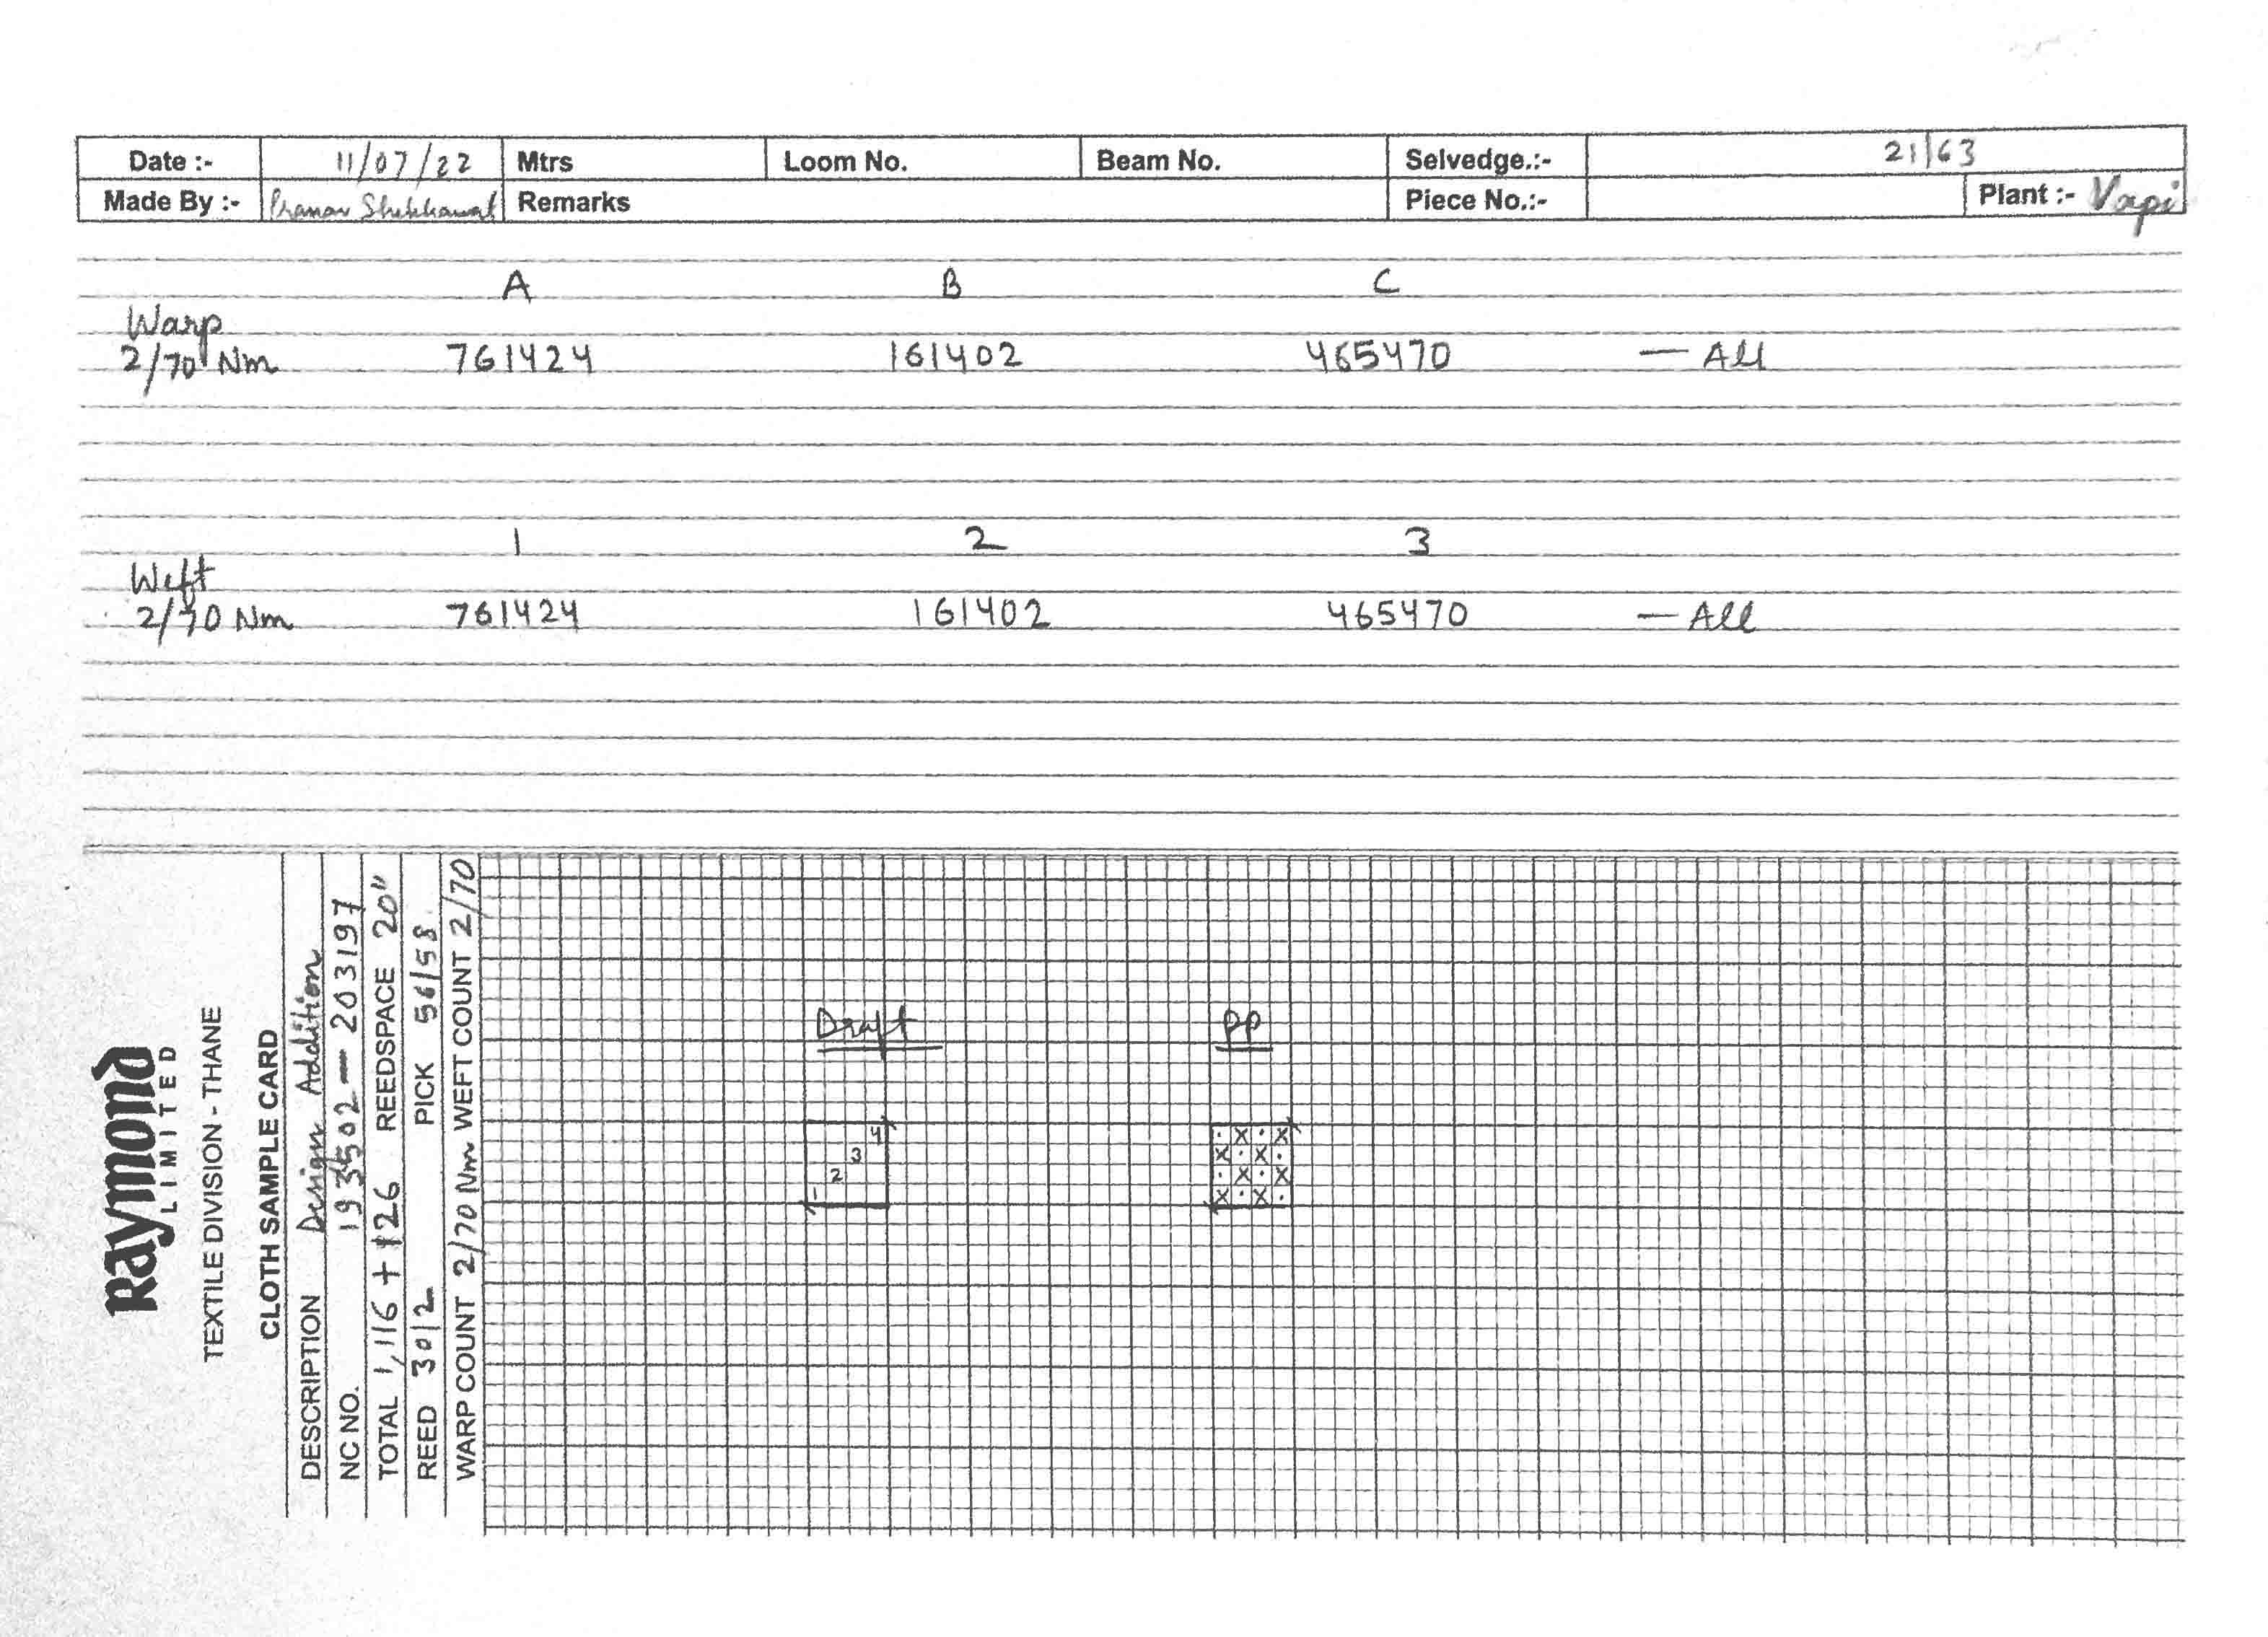 Date :- 11/07/22 Mtrs Loom No. Beam No. Selvedge.:- 21/63
Made By :- Pranav Shekhawat Remarks Piece No.:- Plant :- Vapi
A B C
Warp
2/70 Nm 761424 161402 465470 — All
1 2 3
Weft
2/70 Nm 761424 161402 465470 — All
Raymond
LIMITED
TEXTILE DIVISION - THANE
CLOTH SAMPLE CARD
DESCRIPTION Design Addition
NC NO. 193502 — 203197
TOTAL 1,116 + 126 REEDSPACE 20"
REED 30/2 PICK 56/58
WARP COUNT 2/70 Nm WEFT COUNT 2/70
Draft PP
4 . X . X
3 X . X .
2 . X . X
1 X . X .